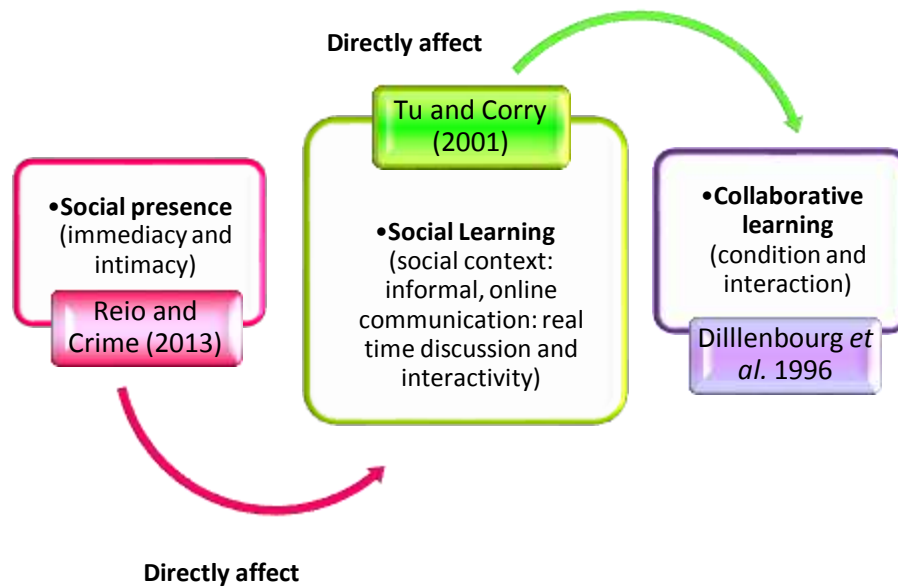 Directly affect
Tu and Corry
(2001)
•Social presence
(immediacy and
intimacy)
Reio and
Crime (2013)
•Social Learning
(social context:
informal, online
communication: real
time discussion and
interactivity)
•Collaborative
learning
(condition and
interaction)
Dilllenbourg et
al. 1996
Directly affect